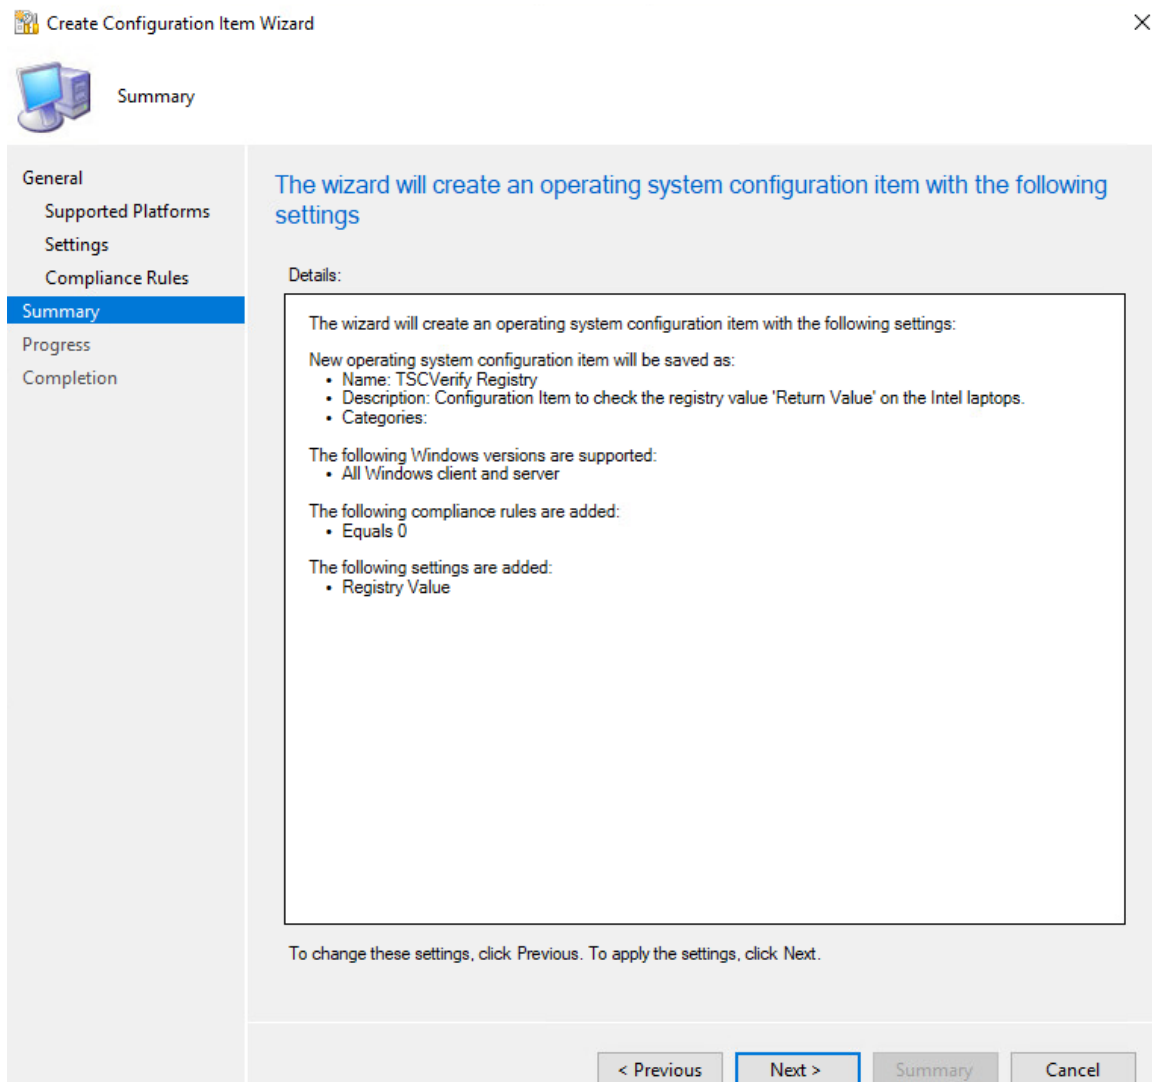 Create Configuration Item Wizard
Summary
General
Supported Platforms
Settings
Compliance Rules
Summary
Progress
Completion
The wizard will create an operating system configuration item with the following
settings
Details:
The wizard will create an operating system configuration item with the following settings:
New operating system configuration item will be saved as:
• Name: TSCVerify Registry
• Description: Configuration Item to check the registry value 'Return Value' on the Intel laptops.
• Categories:
The following Windows versions are supported:
• All Windows client and server
The following compliance rules are added:
• Equals 0
The following settings are added:
• Registry Value
To change these settings, click Previous. To apply the settings, click Next.
< Previous
Next >
Summary
Cancel